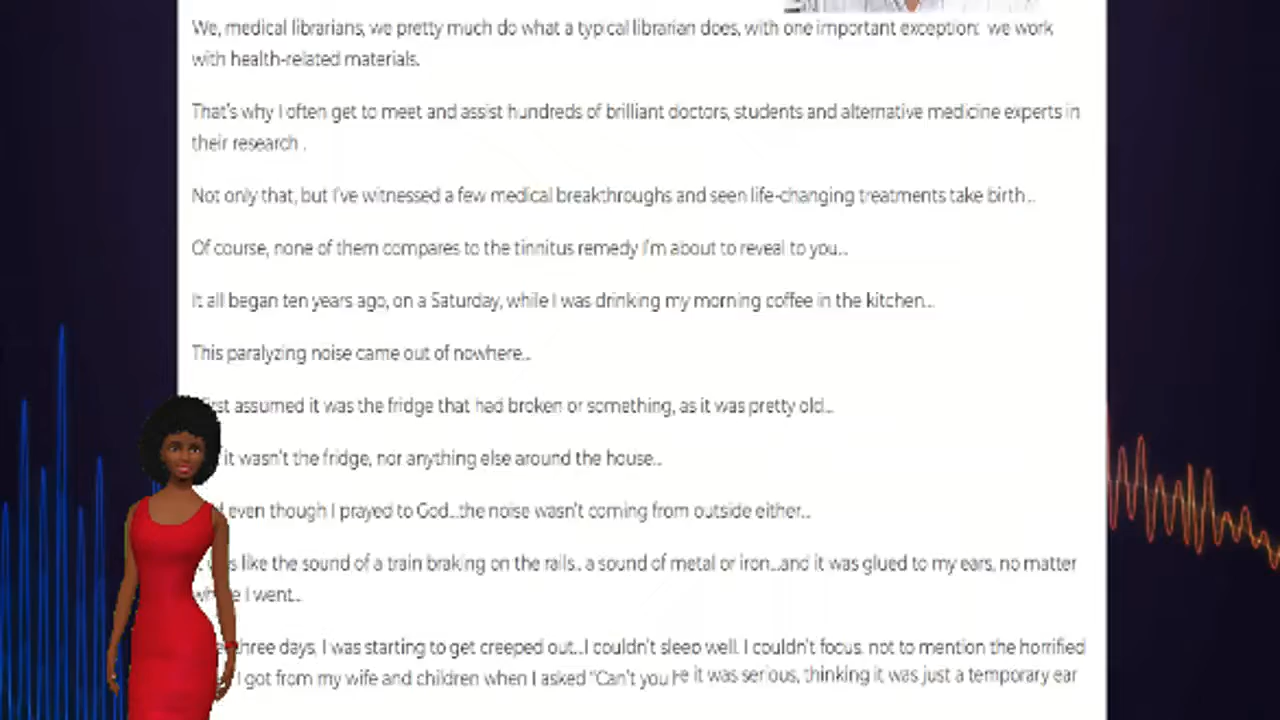 We, medical librarians, we pretty much do what a typical librarian does, with one important exception: we work
with health-related materials.
That's why I often get to meet and assist hundreds of brilliant doctors, students and alternative medicine experts in
their research .
Not only that, but I've witnessed a few medical breakthroughs and seen life-changing treatments take birth...
Of course, none of them compares to the tinnitus remedy I'm about to reveal to you...
It all began ten years ago, on a Saturday, while I was drinking my morning coffee in the kitchen...
This paralyzing noise came out of nowhere...
first assumed it was the fridge that had broken or something, as it was pretty old...
it wasn't the fridge, nor anything else around the house...
even though I prayed to God...the noise wasn't coming from outside either...
like the sound of a train braking on the rails.. a sound of metal or iron...and it was glued to my ears, no matter
I went...
three days, I was starting to get creeped out...I couldn't sleep well. I couldn't focus. not to mention the horrified
I got from my wife and children when I asked "Can't you it was serious, thinking it was just a temporary ear